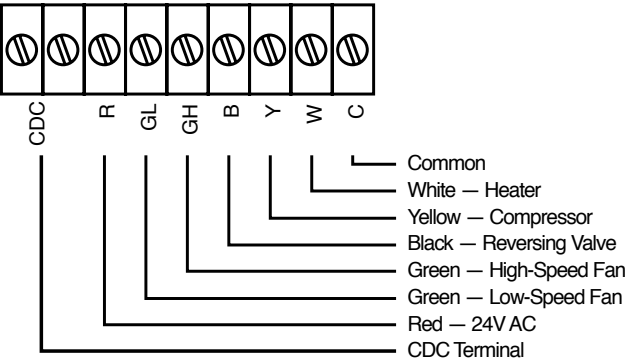 CDC R GL GH B Y W C
Common
White — Heater
Yellow — Compressor
Black — Reversing Valve
Green — High-Speed Fan
Green — Low-Speed Fan
Red — 24V AC
CDC Terminal